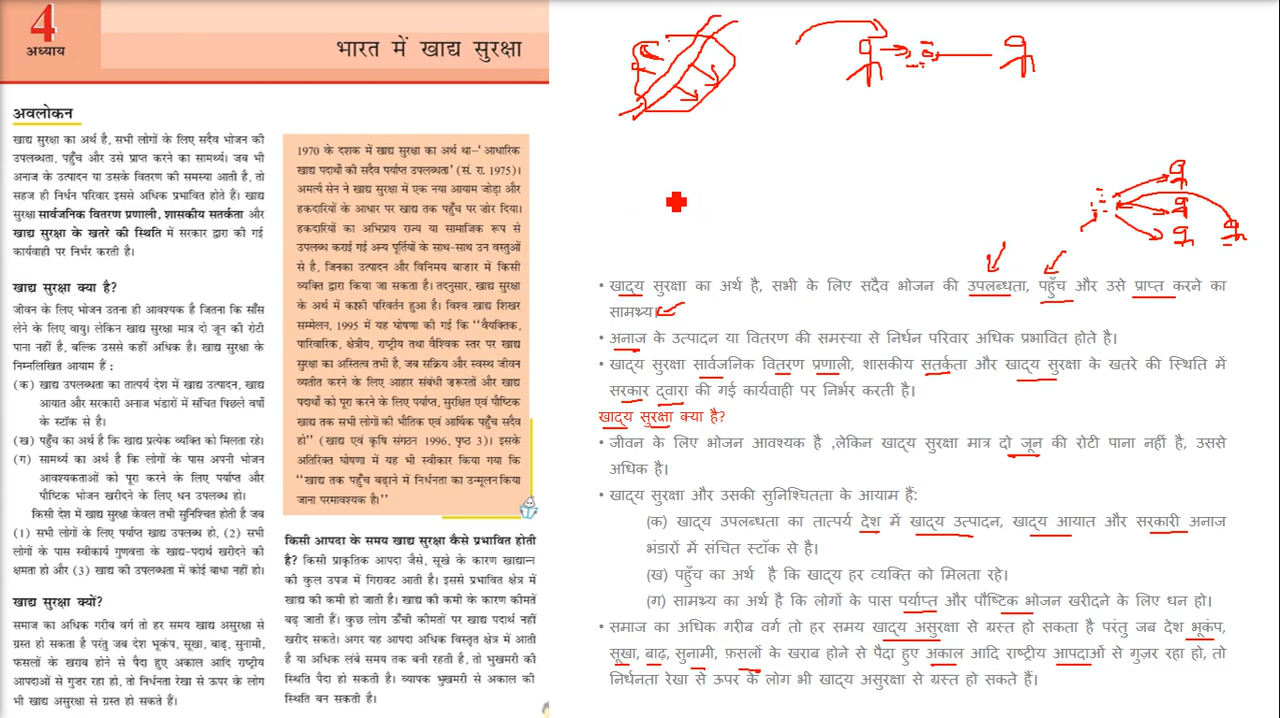 4
अध्याय
भारत में खाद्य सुरक्षा
अवलोकन
खाद्य सुरक्षा का अर्थ है, सभी लोगों के लिए सदैव भोजन की
उपलब्धता, पहुँच और उसे प्राप्त करने का सामर्थ्य। जब भी
अनाज के उत्पादन या उसके वितरण की समस्या आती है, तो
सहज ही निर्धन परिवार इससे अधिक प्रभावित होते हैं। खाद्य
सुरक्षा सार्वजनिक वितरण प्रणाली, शासकीय सतर्कता और
खाद्य सुरक्षा के खतरे की स्थिति में सरकार द्वारा की गई
कार्यवाही पर निर्भर करती है।
खाद्य सुरक्षा क्या है?
जीवन के लिए भोजन उतना ही आवश्यक है जितना कि साँस
लेने के लिए वायु। लेकिन खाद्य सुरक्षा मात्र दो जून की रोटी
पाना नहीं है, बल्कि उससे कहीं अधिक है। खाद्य सुरक्षा के
निम्नलिखित आयाम हैं :
(क) खाद्य उपलब्धता का तात्पर्य देश में खाद्य उत्पादन, खाद्य
आयात और सरकारी अनाज भंडारों में संचित पिछले वर्षों
के स्टॉक से है।
(ख) पहुँच का अर्थ है कि खाद्य प्रत्येक व्यक्ति को मिलता रहे।
(ग) सामर्थ्य का अर्थ है कि लोगों के पास अपनी भोजन
आवश्यकताओं को पूरा करने के लिए पर्याप्त और
पौष्टिक भोजन खरीदने के लिए धन उपलब्ध हो।
किसी देश में खाद्य सुरक्षा केवल तभी सुनिश्चित होती है जब
(1) सभी लोगों के लिए पर्याप्त खाद्य उपलब्ध हो, (2) सभी
लोगों के पास स्वीकार्य गुणवत्ता के खाद्य-पदार्थ खरीदने की
क्षमता हो और (3) खाद्य की उपलब्धता में कोई बाधा नहीं हो।
खाद्य सुरक्षा क्यों?
समाज का अधिक गरीब वर्ग तो हर समय खाद्य असुरक्षा से
ग्रस्त हो सकता है परंतु जब देश भूकंप, सूखा, बाढ़, सुनामी,
फसलों के खराब होने से पैदा हुए अकाल आदि राष्ट्रीय
आपदाओं से गुज़र रहा हो, तो निर्धनता रेखा से ऊपर के लोग
भी खाद्य असुरक्षा से ग्रस्त हो सकते हैं।
1970 के दशक में खाद्य सुरक्षा का अर्थ था-'आधारिक
खाद्य पदार्थों की सदैव पर्याप्त उपलब्धता' (सं. रा. 1975)।
अमर्त्य सेन ने खाद्य सुरक्षा में एक नया आयाम जोड़ा और
हकदारियों के आधार पर खाद्य तक पहुँच पर ज़ोर दिया।
हकदारियों का अभिप्राय राज्य या सामाजिक रूप से
उपलब्ध कराई गई अन्य पूर्तियों के साथ-साथ उन वस्तुओं
से है, जिनका उत्पादन और विनिमय बाज़ार में किसी
व्यक्ति द्वारा किया जा सकता है। तदनुसार, खाद्य सुरक्षा
के अर्थ में काफ़ी परिवर्तन हुआ है। विश्व खाद्य शिखर
सम्मेलन, 1995 में यह घोषणा की गई कि "वैयक्तिक,
पारिवारिक, क्षेत्रीय, राष्ट्रीय तथा वैश्विक स्तर पर खाद्य
सुरक्षा का अस्तित्व तभी है, जब सक्रिय और स्वस्थ जीवन
व्यतीत करने के लिए आहार संबंधी ज़रूरतों और खाद्य
पदार्थों को पूरा करने के लिए पर्याप्त, सुरक्षित एवं पौष्टिक
खाद्य तक सभी लोगों की भौतिक एवं आर्थिक पहुँच सदैव
हो" (खाद्य एवं कृषि संगठन 1996, पृष्ठ 3)। इसके
अतिरिक्त घोषणा में यह भी स्वीकार किया गया कि
"खाद्य तक पहुँच बढ़ाने में निर्धनता का उन्मूलन किया
जाना परमावश्यक है।"
किसी आपदा के समय खाद्य सुरक्षा कैसे प्रभावित होती
है? किसी प्राकृतिक आपदा जैसे, सूखे के कारण खाद्यान्न
की कुल उपज में गिरावट आती है। इससे प्रभावित क्षेत्र में
खाद्य की कमी हो जाती है। खाद्य की कमी के कारण कीमतें
बढ़ जाती हैं। कुछ लोग ऊँची कीमतों पर खाद्य पदार्थ नहीं
खरीद सकते। अगर यह आपदा अधिक विस्तृत क्षेत्र में आती
है या अधिक लंबे समय तक बनी रहती है, तो भुखमरी की
स्थिति पैदा हो सकती है। व्यापक भुखमरी से अकाल की
स्थिति बन सकती है।
• खाद्य सुरक्षा का अर्थ है, सभी के लिए सदैव भोजन की उपलब्धता, पहुँच और उसे प्राप्त करने का
सामर्थ्य।
• अनाज के उत्पादन या वितरण की समस्या से निर्धन परिवार अधिक प्रभावित होते है।
• खाद्य सुरक्षा सार्वजनिक वितरण प्रणाली, शासकीय सतर्कता और खाद्य सुरक्षा के खतरे की स्थिति में
सरकार द्वारा की गई कार्यवाही पर निर्भर करती है।
खाद्य सुरक्षा क्या है?
• जीवन के लिए भोजन आवश्यक है ,लेकिन खाद्य सुरक्षा मात्र दो जून की रोटी पाना नहीं है, उससे
अधिक है।
• खाद्य सुरक्षा और उसकी सुनिश्चितता के आयाम हैं:
(क) खाद्य उपलब्धता का तात्पर्य देश में खाद्य उत्पादन, खाद्य आयात और सरकारी अनाज
भंडारों में संचित स्टॉक से है।
(ख) पहुँच का अर्थ है कि खाद्य हर व्यक्ति को मिलता रहे।
(ग) सामर्थ्य का अर्थ है कि लोगों के पास पर्याप्त और पौष्टिक भोजन खरीदने के लिए धन हो।
• समाज का अधिक गरीब वर्ग तो हर समय खाद्य असुरक्षा से ग्रस्त हो सकता है परंतु जब देश भूकंप,
सूखा, बाढ़, सुनामी, फ़सलों के खराब होने से पैदा हुए अकाल आदि राष्ट्रीय आपदाओं से गुज़र रहा हो, तो
निर्धनता रेखा से ऊपर के लोग भी खाद्य असुरक्षा से ग्रस्त हो सकते हैं।